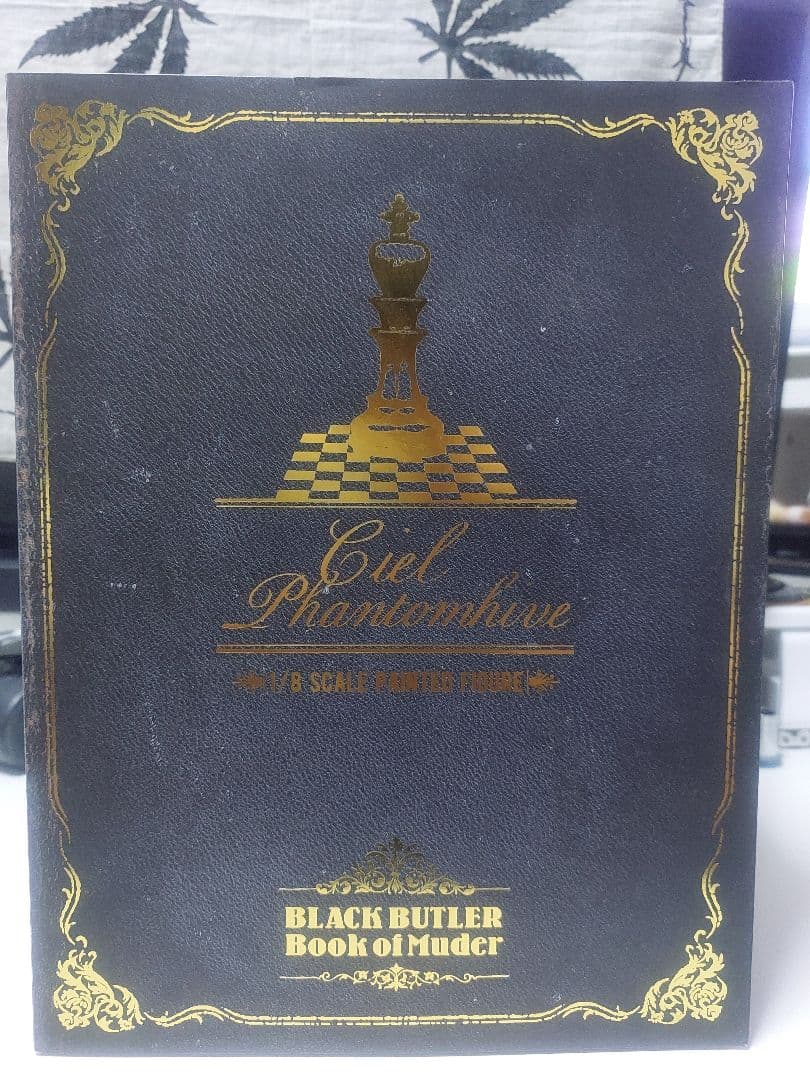 Ciel
Phantomhive
1/8 SCALE PAINTED FIGURE
BLACK BUTLER
Book of Muder